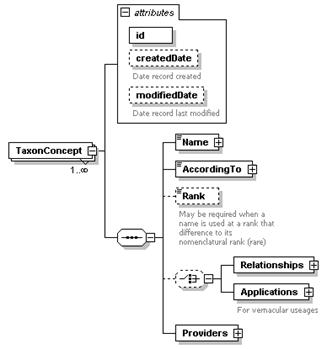 attributes
id
createdDate
Date record created
modifiedDate
Date record last modified
TaxonConcept
1..∞
Name
AccordingTo
Rank
May be required when a
name is used at a rank that
difference to its
nomenclatural rank (rare)
Relationships
Applications
For vernacular useages
Providers